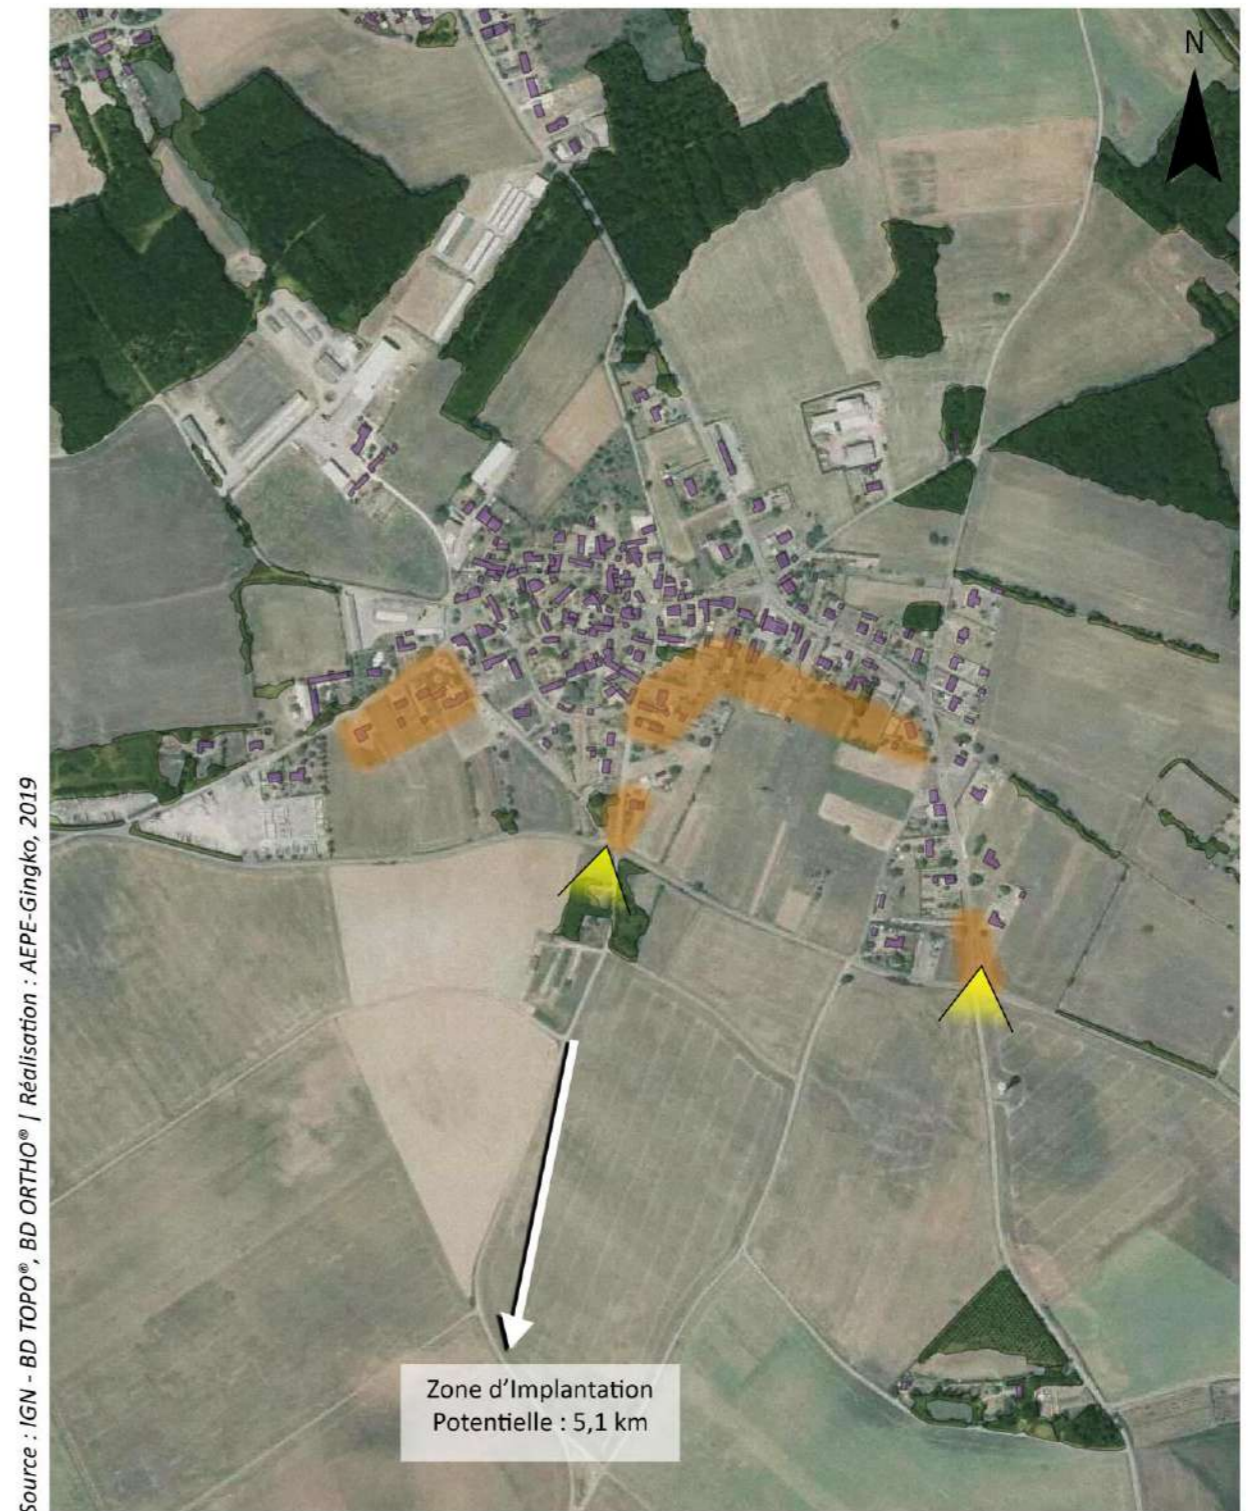 N
Zone d'Implantation
Potentielle : 5,1 km
Source : IGN - BD TOPO®, BD ORTHO® | Réalisation : AEPE-Gingko, 2019